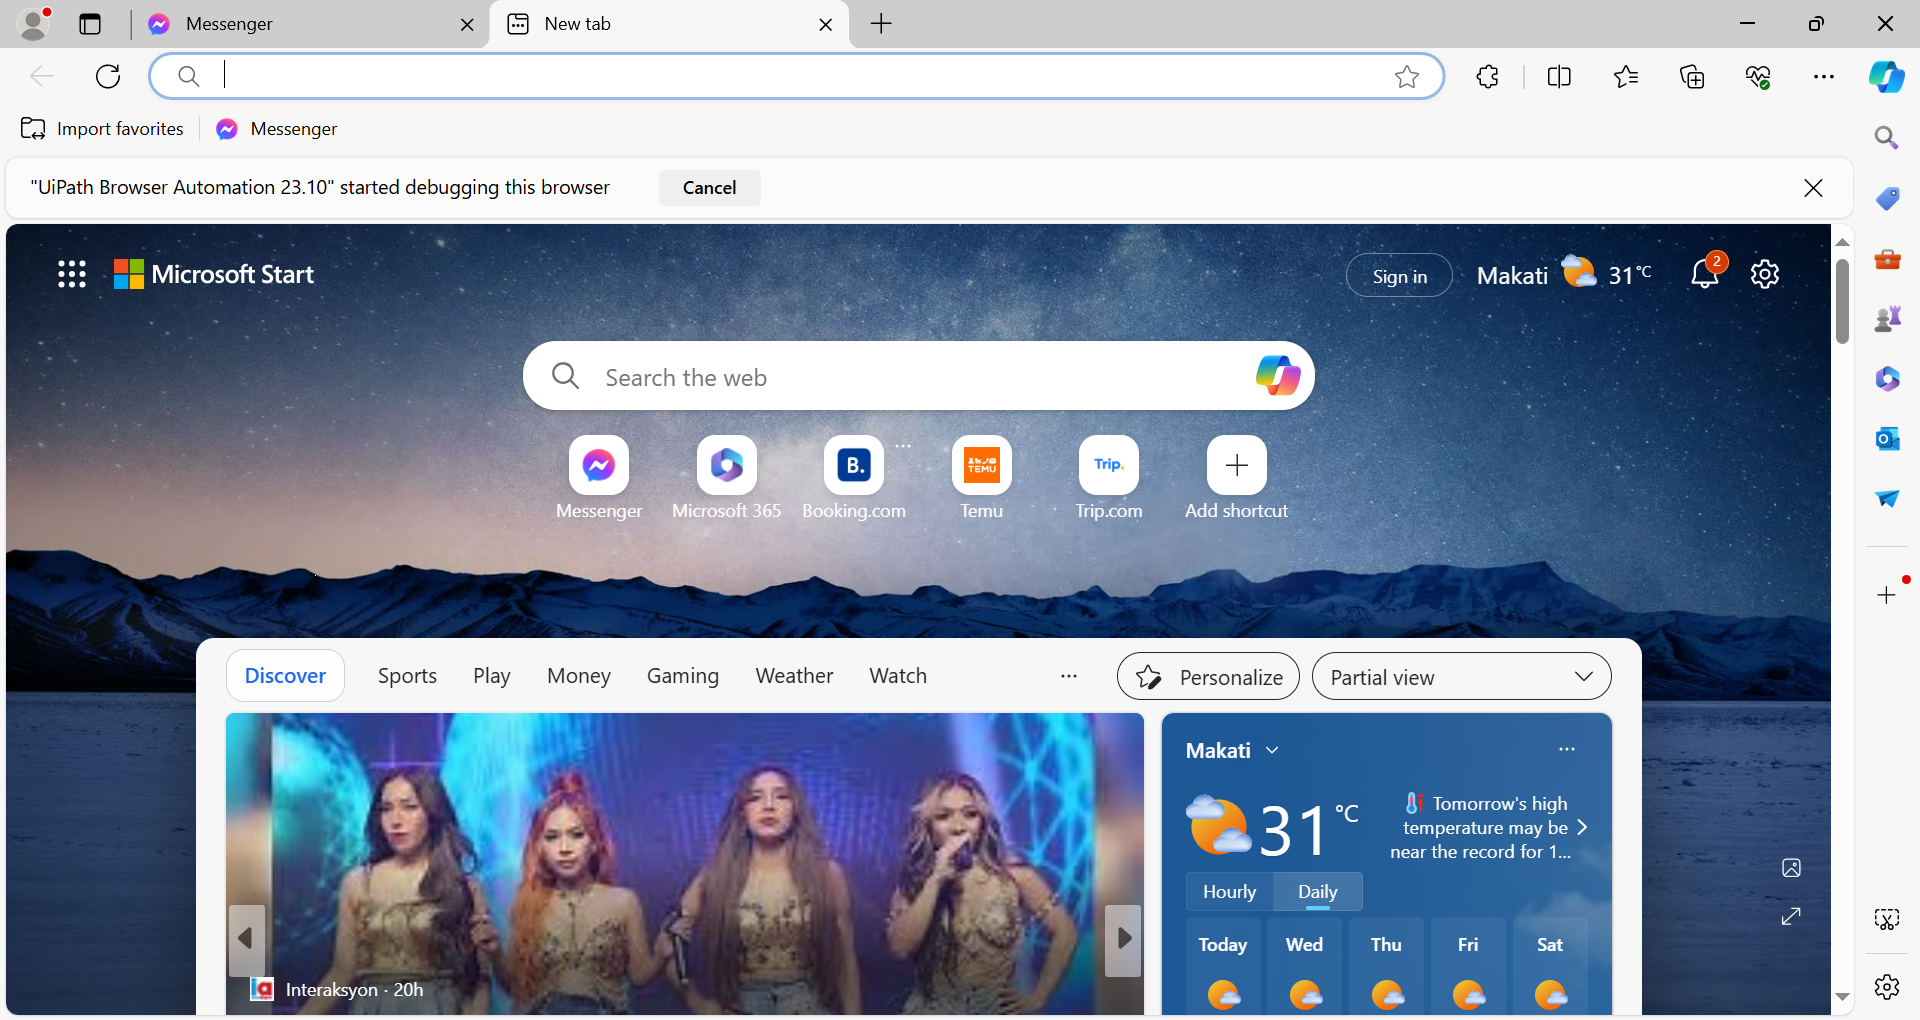 Messenger
New tab
Import favorites
Messenger
"UiPath Browser Automation 23.10" started debugging this browser
Cancel
Microsoft Start
Sign in
Makati
31°C
2
Search the web
B.
TEMU
Trip.
Messenger
Microsoft 365
Booking.com
Temu
Trip.com
Add shortcut
Discover
Sports
Play
Money
Gaming
Weather
Watch
Personalize
Partial view
Makati
31 °C
Tomorrow's high
temperature may be
near the record for 1...
Hourly
Daily
Today
Wed
Thu
Fri
Sat
Interaksyon · 20h